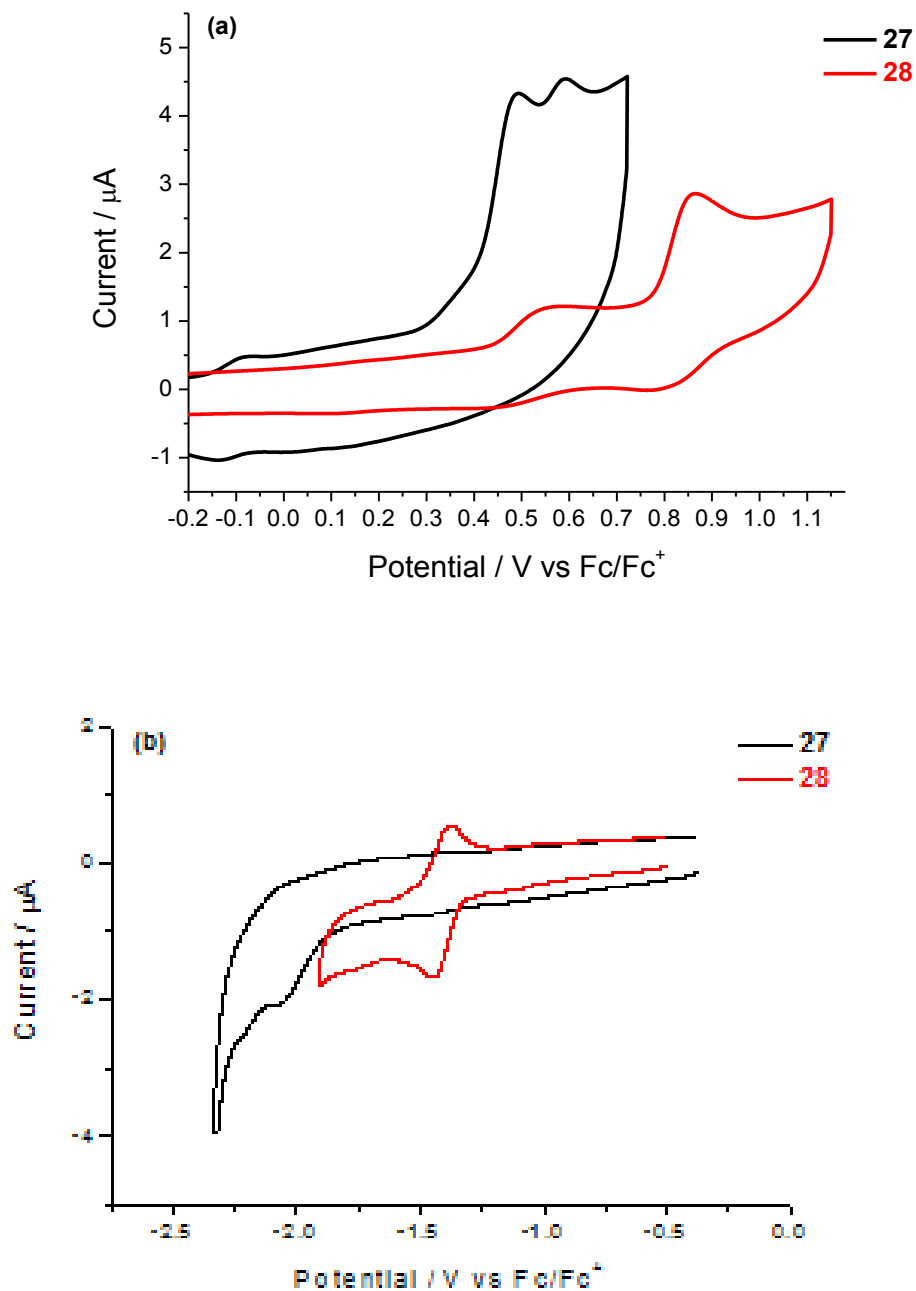 (a)
27
28
5
4
3
2
1
0
-1
Current / μA
-0.2 -0.1 0.0 0.1 0.2 0.3 0.4 0.5 0.6 0.7 0.8 0.9 1.0 1.1
Potential / V vs Fc/Fc+
(b)
27
28
2
0
-2
-4
Current / μA
-2.5 -2.0 -1.5 -1.0 -0.5 0.0
Potential / V vs Fc/Fc+